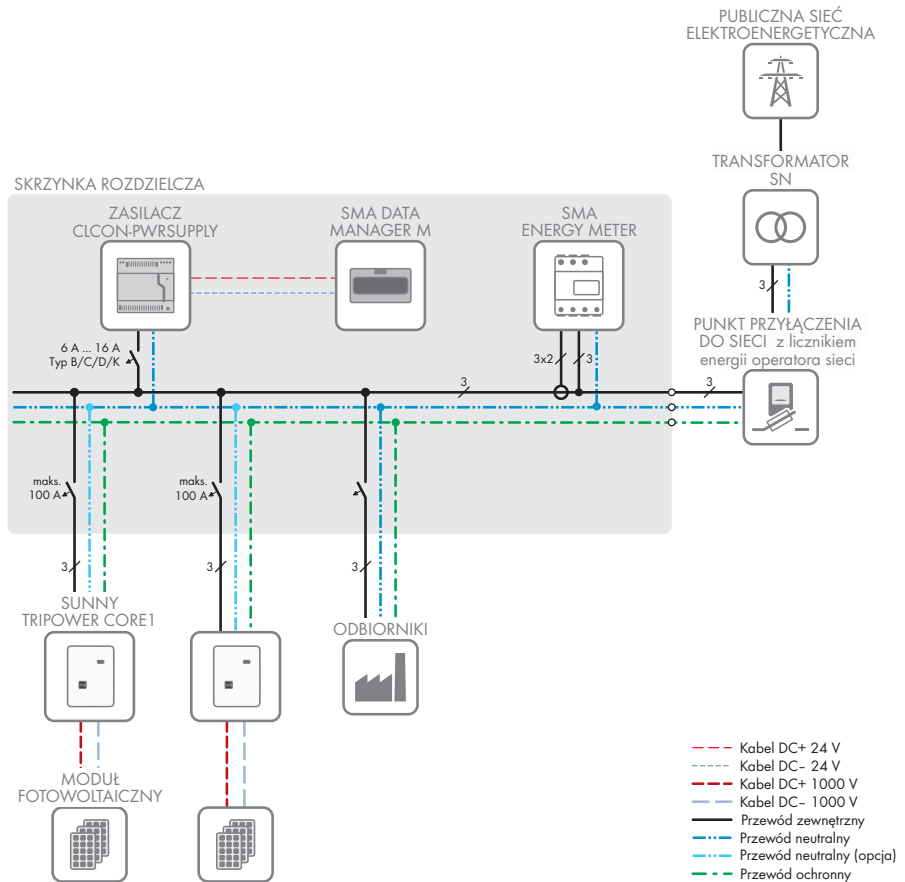 PUBLICZNA SIEĆ
ELEKTROENERGETYCZNA
TRANSFORMATOR
SN
3
PUNKT PRZYŁĄCZENIA
DO SIECI z licznikiem
energii operatora sieci
SKRZYNKA ROZDZIELCZA
ZASILACZ
CLCON-PWRSUPPLY
SMA DATA
MANAGER M
SMA
ENERGY METER
6 A ... 16 A
Typ B/C/D/K
3x2
3
3
3
maks.
100 A
maks.
100 A
3
3
3
SUNNY
TRIPOWER CORE1
ODBIORNIKI
MODUŁ
FOTOWOLTAICZNY
Kabel DC+ 24 V
Kabel DC– 24 V
Kabel DC+ 1000 V
Kabel DC– 1000 V
Przewód zewnętrzny
Przewód neutralny
Przewód neutralny (opcja)
Przewód ochronny